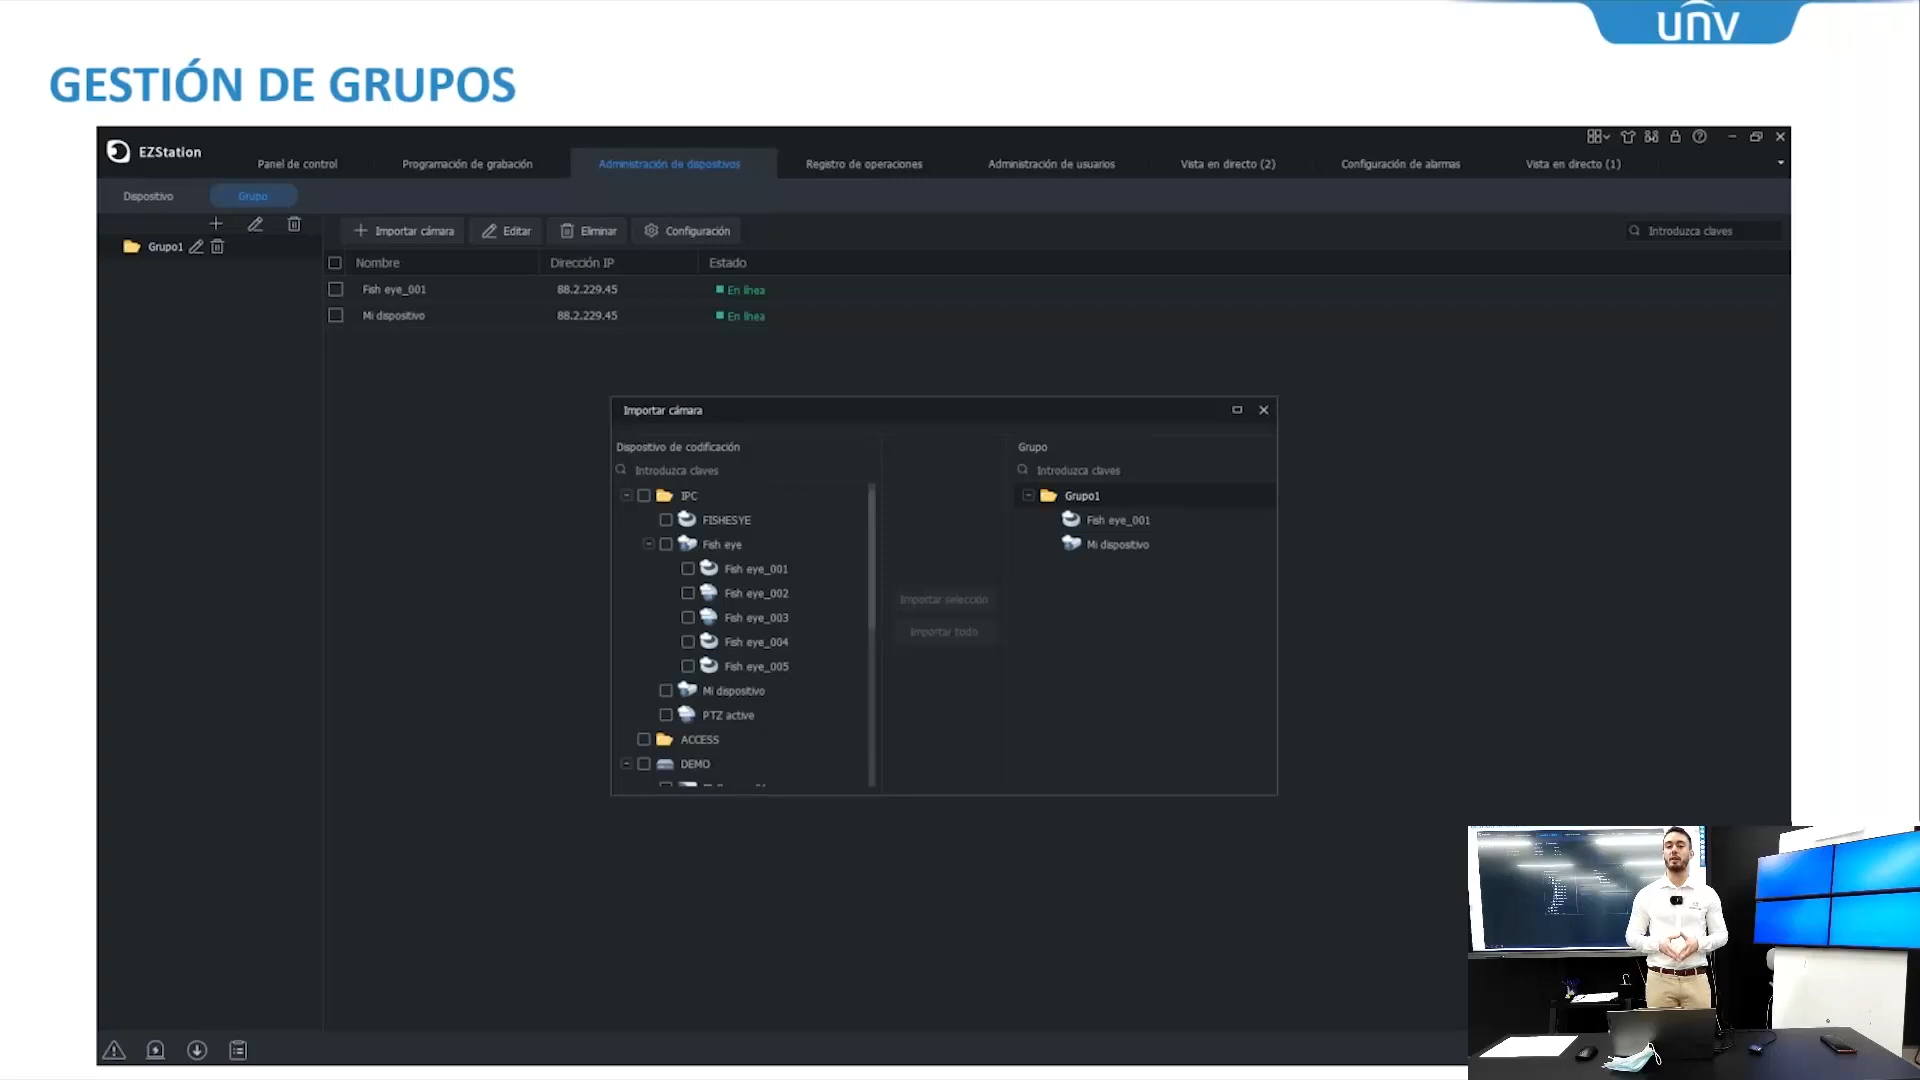 unv
GESTIÓN DE GRUPOS
EZStation
Panel de control
Programación de grabación
Administración de dispositivos
Registro de operaciones
Administración de usuarios
Vista en directo (2)
Configuración de alarmas
Vista en directo (1)
Dispositivo
Grupo
Grupo1
Importar cámara
Editar
Eliminar
Configuración
Introduzca claves
Nombre
Dirección IP
Estado
Fish eye_001
88.2.229.45
En línea
Mi dispositivo
88.2.229.45
En línea
Importar cámara
Dispositivo de codificación
Introduzca claves
IPC
FISHESYE
Fish eye
Fish eye_001
Fish eye_002
Fish eye_003
Fish eye_004
Fish eye_005
Mi dispositivo
PTZ active
ACCESS
DEMO
Importar selección
Importar todo
Grupo
Introduzca claves
Grupo1
Fish eye_001
Mi dispositivo